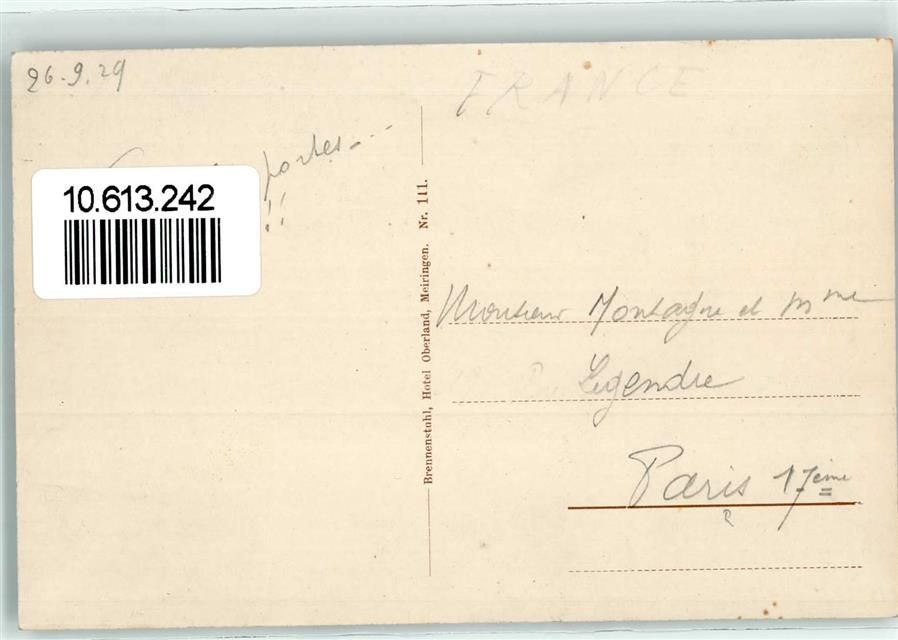 26.9.29
FRANCE
portes....
!!
10.613.242
Brennenstuhl, Hotel Oberland, Meiringen. Nr. 111.
Monsieur Montagne et Mme
Legendre
Paris 17ème